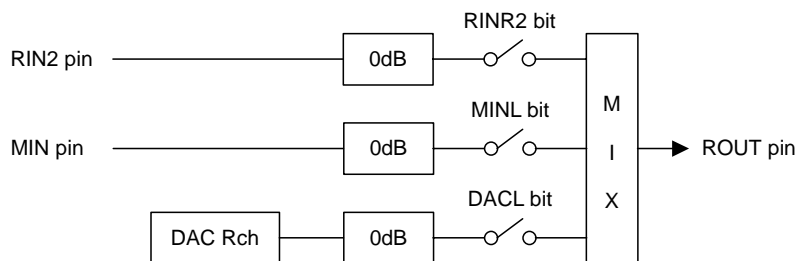 RINR2 bit
RIN2 pin
0dB
MINL bit
MIN pin
0dB
M
I
X
ROUT pin
DACL bit
DAC Rch
0dB